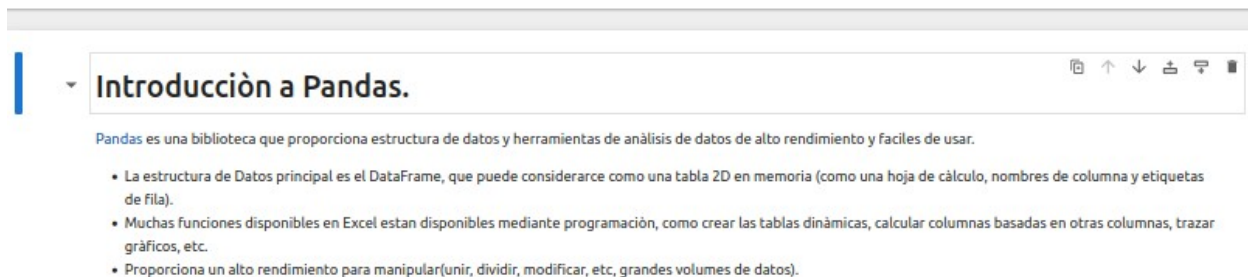 Introducciòn a Pandas.
Pandas es una biblioteca que proporciona estructura de datos y herramientas de anàlisis de datos de alto rendimiento y faciles de usar.
• La estructura de Datos principal es el DataFrame, que puede considerarce como una tabla 2D en memoria (como una hoja de càlculo, nombres de columna y etiquetas
de fila).
• Muchas funciones disponibles en Excel estan disponibles mediante programaciòn, como crear las tablas dinàmicas, calcular columnas basadas en otras columnas, trazar
gràficos, etc.
• Proporciona un alto rendimiento para manipular(unir, dividir, modificar, etc, grandes volumes de datos).